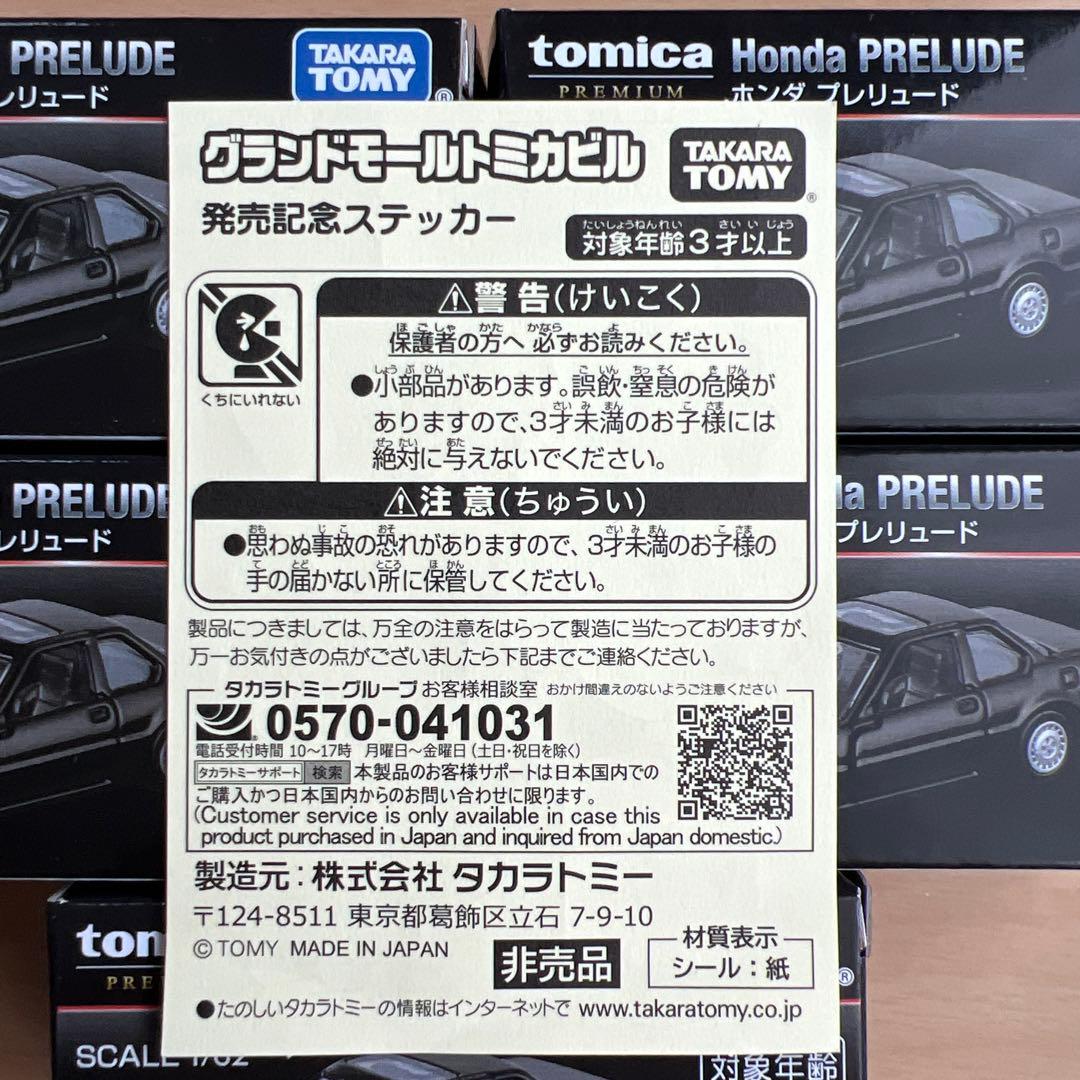 PRELUDE
レリュード
TAKARA
TOMY
®
tomica Honda PRELUDE
PREMIUM ホンダ プレリュード
グランドモールトミカビル
発売記念ステッカー
TAKARA
TOMY
®
たいしょうねんれい さい いじょう
対象年齢3才以上
くちにいれない
⚠警告(けいこく)
ほごしゃ かた かなら よ
保護者の方へ 必ずお読みください。
しょうぶひん ごいん ちっそく きけん
●小部品があります。誤飲・窒息の危険が
さいみまん こさま
ありますので、3才未満のお子様には
ぜったい あた
絶対に与えないでください。
⚠注意(ちゅうい)
おも じこ おそ さいみまん こさま
●思わぬ事故の恐れがありますので、3才未満のお子様の
て とど ところ ほかん
手の届かない所に保管してください。
製品につきましては、万全の注意をはらって製造に当たっておりますが、
万一お気付きの点がございましたら下記までご連絡ください。
タカラトミーグループ お客様相談室 おかけ間違えのないようご注意ください
0570-041031
電話受付時間 10〜17時 月曜日〜金曜日(土日・祝日を除く)
タカラトミーサポート 検索 本製品のお客様サポートは日本国内での
ご購入かつ日本国内からのお問い合わせに限ります。
(Customer service is only available in case this
product purchased in Japan and inquired from Japan domestic.)
製造元:株式会社 タカラトミー
〒124-8511 東京都葛飾区立石 7-9-10
©TOMY MADE IN JAPAN
非売品
材質表示
シール:紙
●たのしいタカラトミーの情報はインターネットで www.takaratomy.co.jp
PRELUDE
レリュード
da PRELUDE
プレリュード
tom
PRE
®
SCALE 1/62
対象年齢